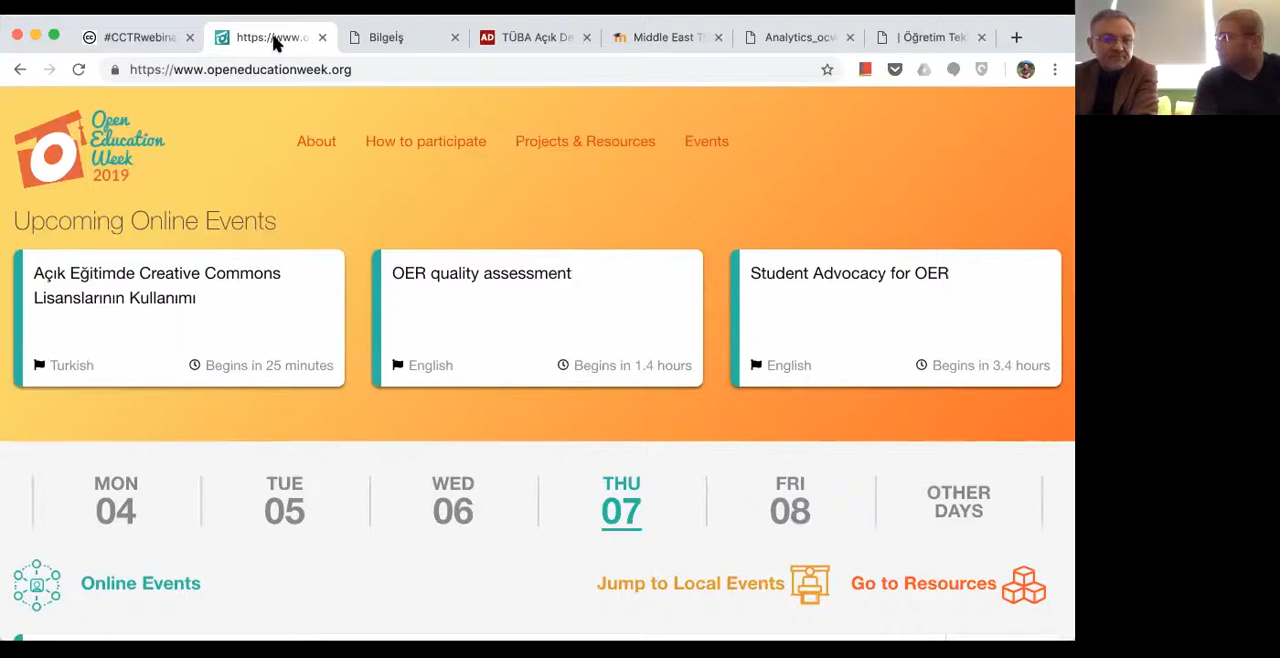 #CCTRwebina
https://www.o
Bilgeİş
TÜBA Açık De
Middle East T
Analytics_ocw
| Öğretim Tek
https://www.openeducationweek.org
Open
Education
Week
2019
About
How to participate
Projects & Resources
Events
Upcoming Online Events
Açık Eğitimde Creative Commons
Lisanslarının Kullanımı
Turkish
Begins in 25 minutes
OER quality assessment
English
Begins in 1.4 hours
Student Advocacy for OER
English
Begins in 3.4 hours
MON
04
TUE
05
WED
06
THU
07
FRI
08
OTHER
DAYS
Online Events
Jump to Local Events
Go to Resources